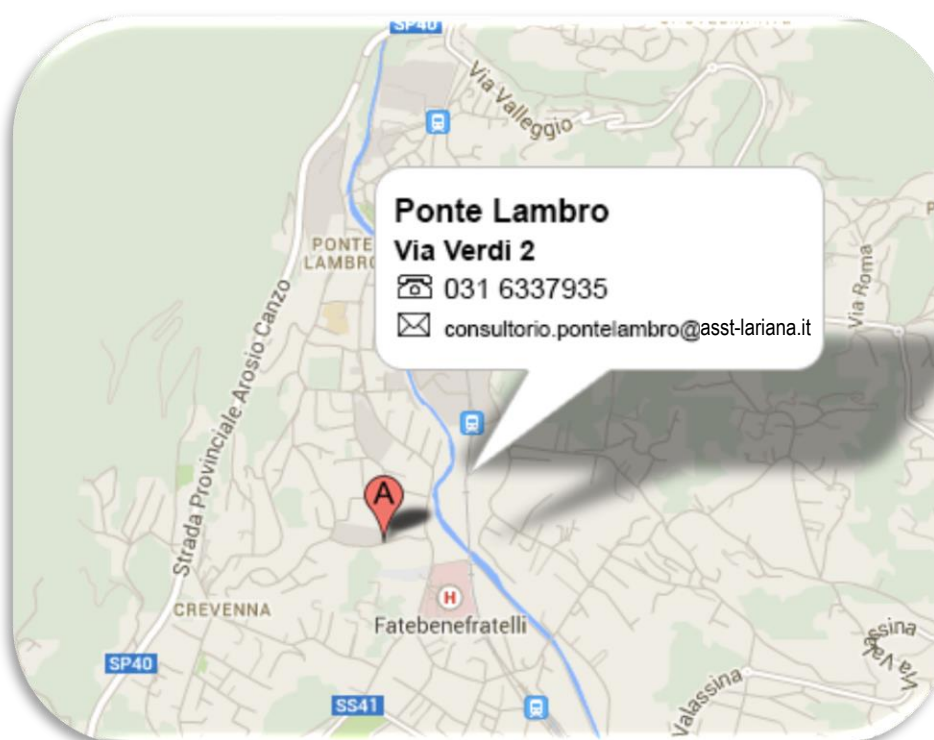 SP40
Via Valleggio
Ponte Lambro
Via Verdi 2
031 6337935
consultorio.pontelambro@asst-lariana.it
PONTE
LAMBRO
Via Roma
Strada Provinciale Arosio Canzo
A
H
Fatebenefratelli
CREVENNA
SP40
SS41
Valassina